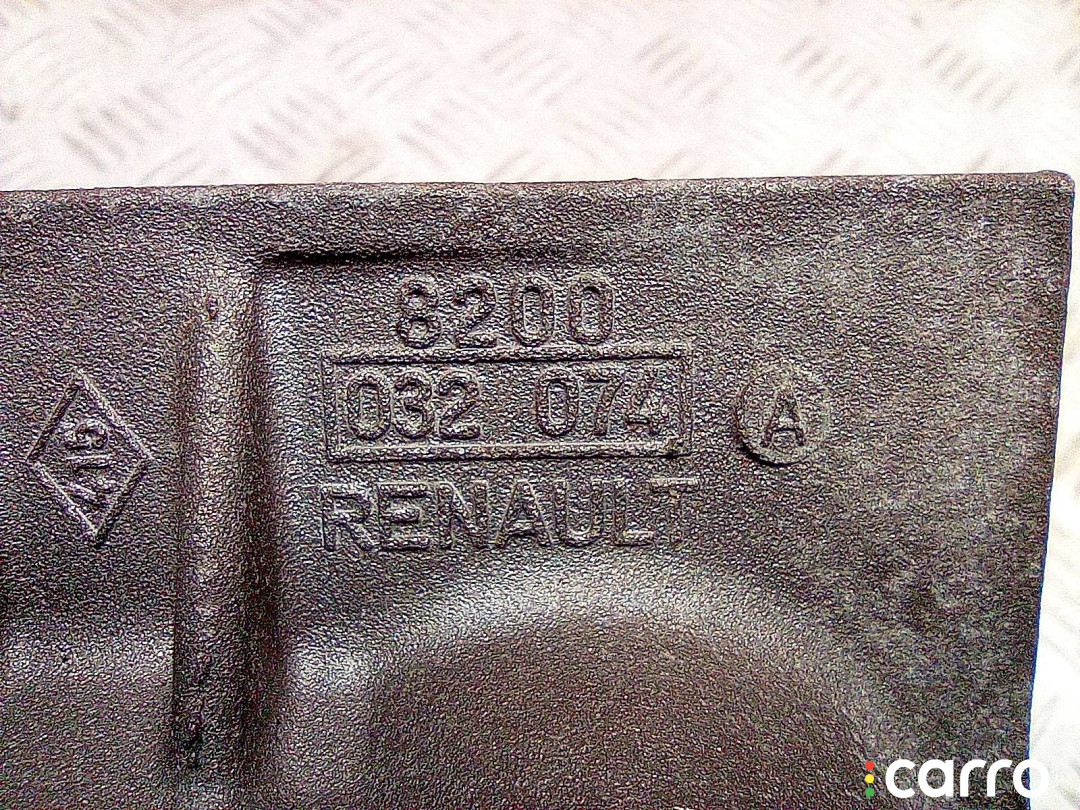 8200
032 074
A
RENAULT
carro